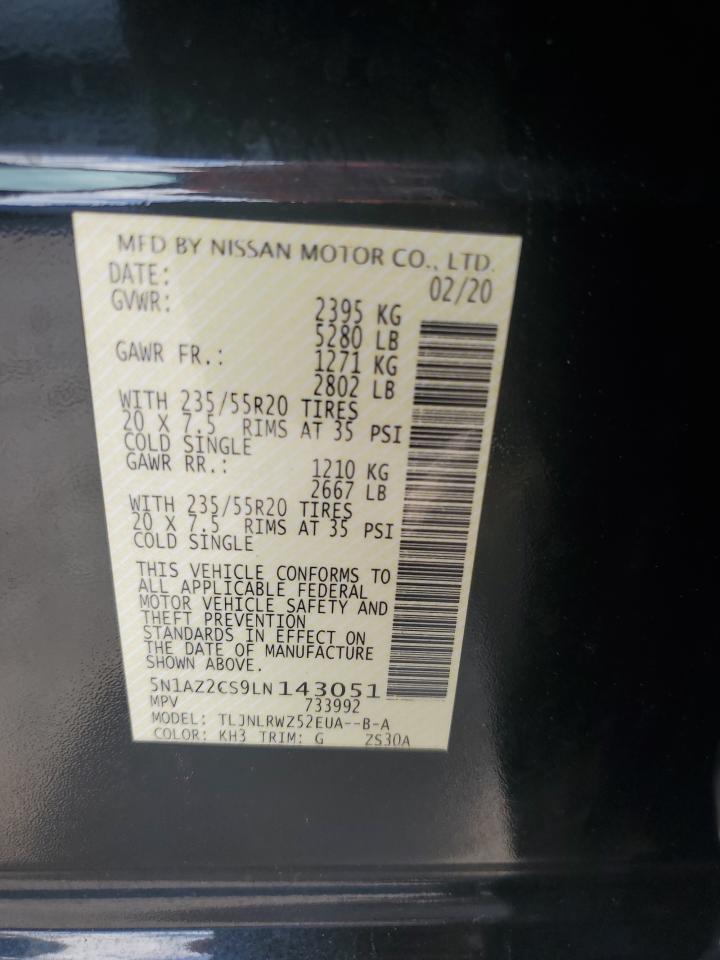 MFD BY NISSAN MOTOR CO., LTD.
DATE: 02/20
GVWR: 2395 KG
5280 LB
GAWR FR.: 1271 KG
2802 LB
WITH 235/55R20 TIRES
20 X 7.5 RIMS AT 35 PSI
COLD SINGLE
GAWR RR.: 1210 KG
2667 LB
WITH 235/55R20 TIRES
20 X 7.5 RIMS AT 35 PSI
COLD SINGLE
THIS VEHICLE CONFORMS TO
ALL APPLICABLE FEDERAL
MOTOR VEHICLE SAFETY AND
THEFT PREVENTION
STANDARDS IN EFFECT ON
THE DATE OF MANUFACTURE
SHOWN ABOVE.
5N1AZ2CS9LN143051
MPV 733992
MODEL: TLJNLRWZ52EUA--B-A
COLOR: KH3 TRIM: G ZS30A